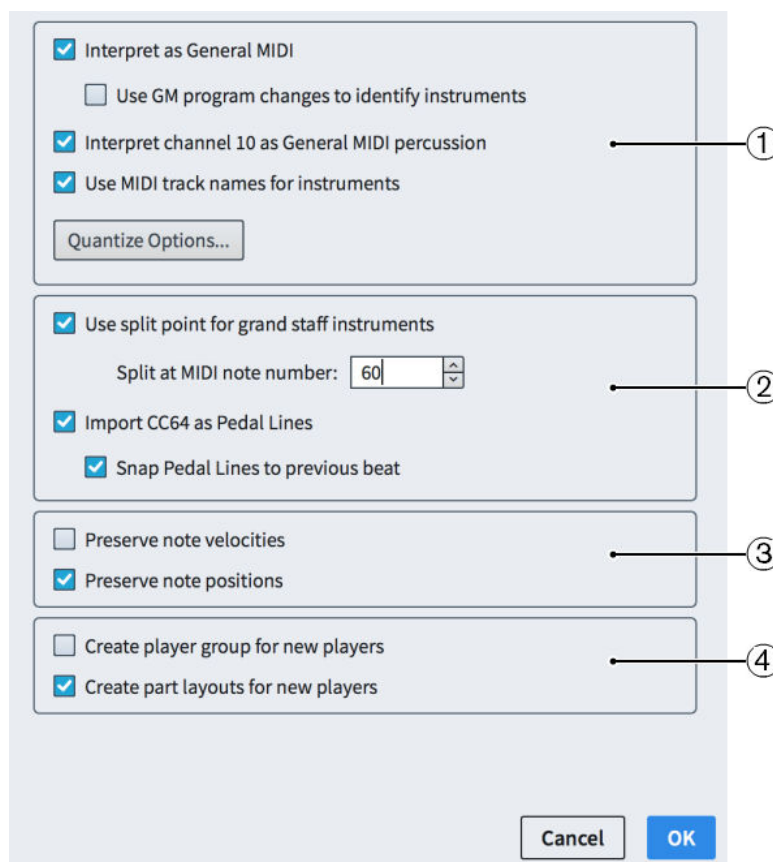 Interpret as General MIDI
Use GM program changes to identify instruments
Interpret channel 10 as General MIDI percussion
1
Use MIDI track names for instruments
Quantize Options...
Use split point for grand staff instruments
Split at MIDI note number: 60
2
Import CC64 as Pedal Lines
Snap Pedal Lines to previous beat
Preserve note velocities
3
Preserve note positions
Create player group for new players
4
Create part layouts for new players
Cancel OK